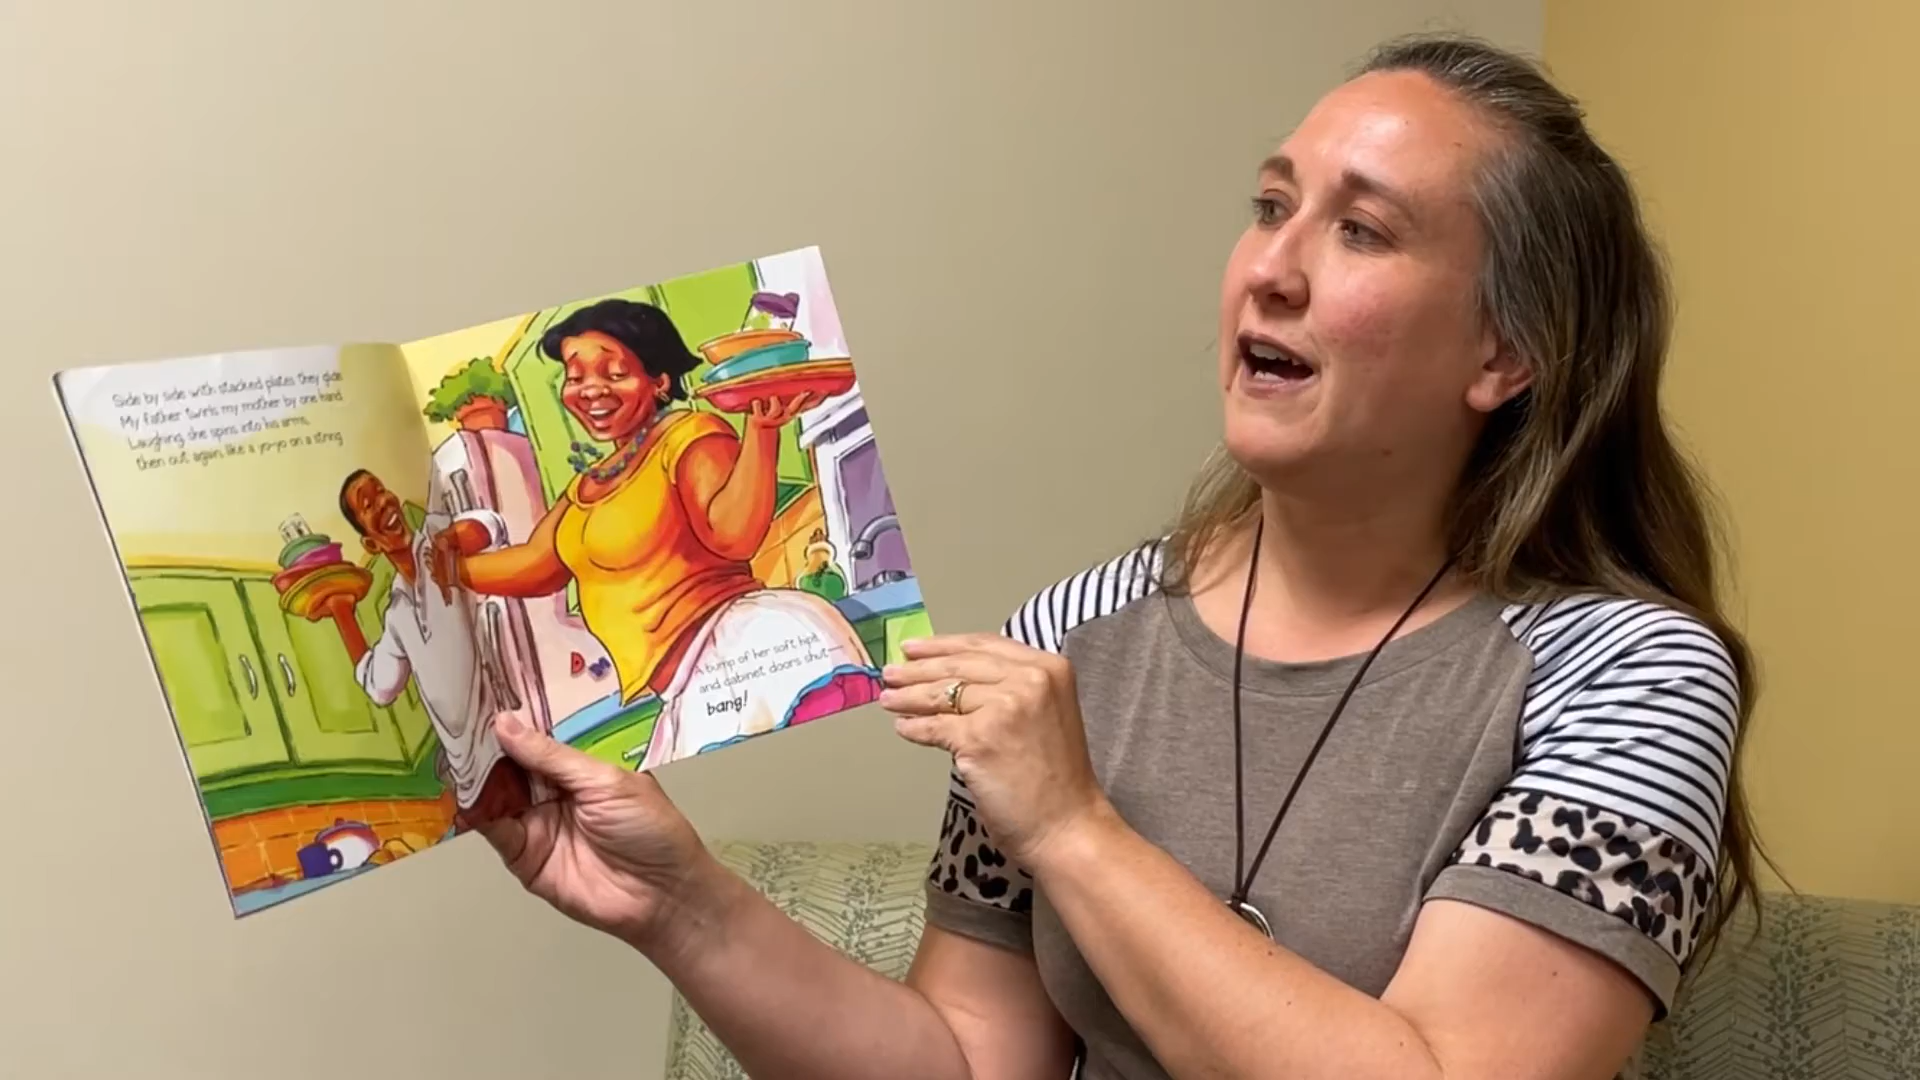 Side by side with stacked plates they glide
My father twirls my mother by one hand
Laughing, she spins into his arms,
then out again, like a yo-yo on a string
D M
A bump of her soft hips
and cabinet doors shut—
bang!